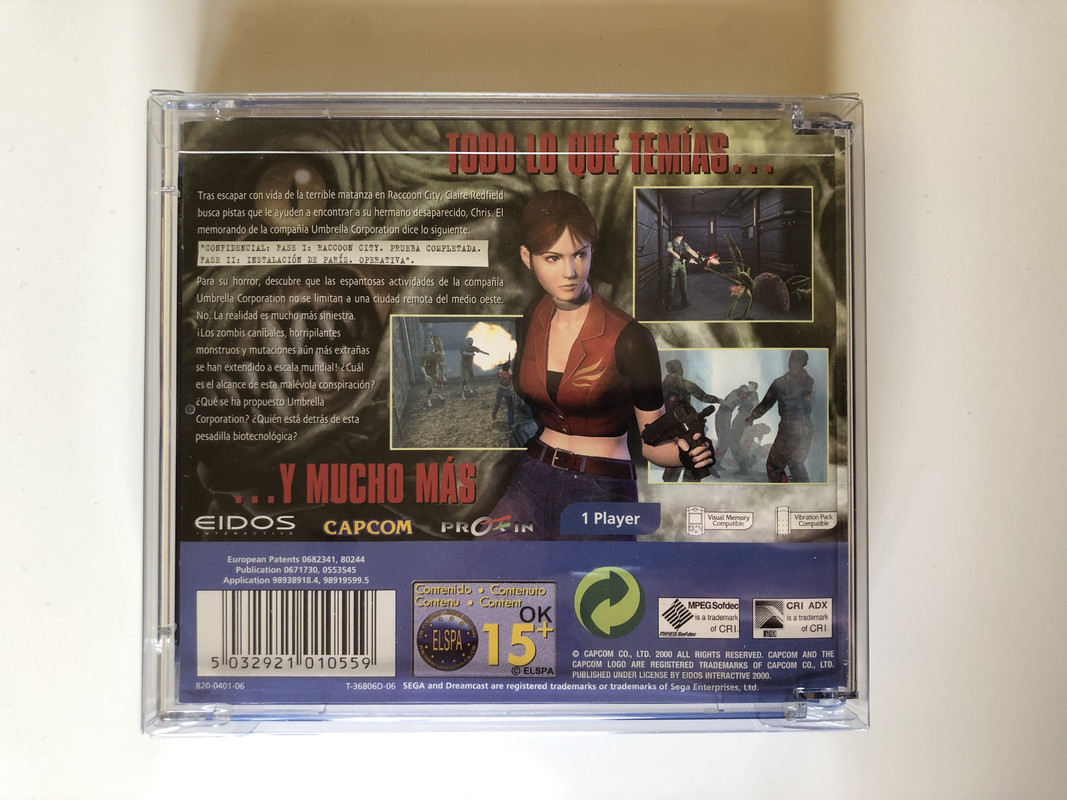 TODO LO QUE TEMÍAS...
Tras escapar con vida de la terrible matanza en Raccoon City, Claire Redfield
busca pistas que le ayuden a encontrar a su hermano desaparecido, Chris. El
memorando de la compañía Umbrella Corporation dice lo siguiente:
"CONFIDENCIAL: FASE I: RACCOON CITY. PRUEBA COMPLETADA.
FASE II: INSTALACIÓN DE PARÍS. OPERATIVA".
Para su horror, descubre que las espantosas actividades de la compañía
Umbrella Corporation no se limitan a una ciudad remota del medio oeste.
No. La realidad es mucho más siniestra.
¡Los zombis caníbales, horripilantes
monstruos y mutaciones aún más extrañas
se han extendido a escala mundial! ¿Cuál
es el alcance de esta malévola conspiración?
¿Qué se ha propuesto Umbrella
Corporation? ¿Quién está detrás de esta
pesadilla biotecnológica?
...Y MUCHO MÁS
EIDOS
INTERACTIVE
CAPCOM
PROEIN
1 Player
Visual Memory
Compatible
Vibration Pack
Compatible
European Patents 0682341, 80244
Publication 0671730, 0553545
Application 98938918.4, 98919599.5
5 032921 010559
820-0401-06
Contenido • Contenuto
Contenu • Content
OK
ELSPA
15+
© ELSPA
MPEG Sofdec
MPEG Sofdec
is a trademark
of CRI.
ADX
CRI ADX
is a trademark
of CRI.
© CAPCOM CO., LTD. 2000 ALL RIGHTS RESERVED. CAPCOM AND THE
CAPCOM LOGO ARE REGISTERED TRADEMARKS OF CAPCOM CO., LTD.
PUBLISHED UNDER LICENSE BY EIDOS INTERACTIVE 2000.
T-36806D-06 SEGA and Dreamcast are registered trademarks or trademarks of Sega Enterprises, Ltd.